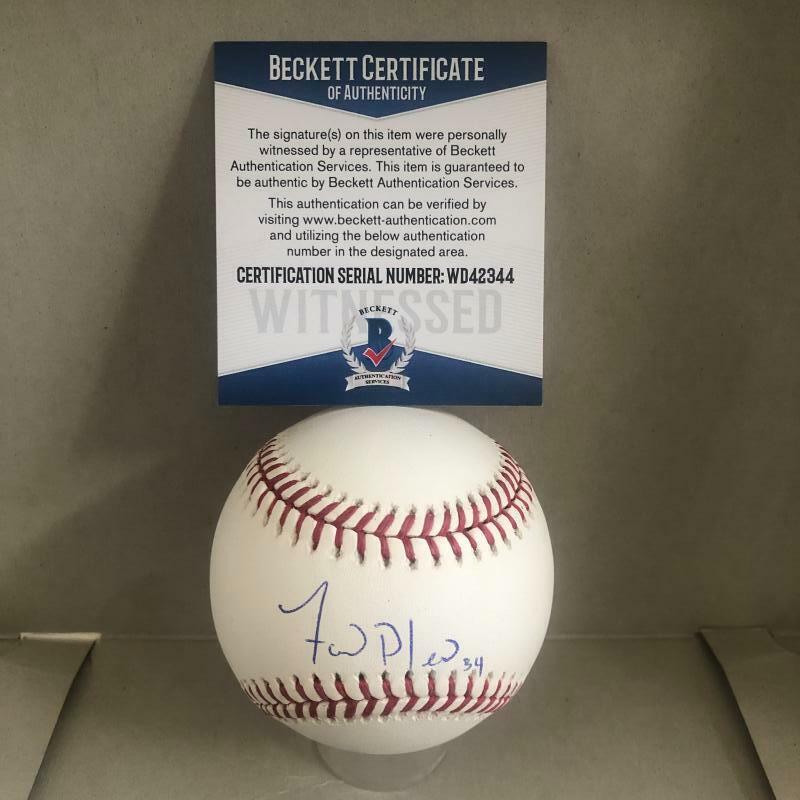 BECKETT CERTIFICATE
OF AUTHENTICITY
The signature(s) on this item were personally
witnessed by a representative of Beckett
Authentication Services. This item is guaranteed to
be authentic by Beckett Authentication Services.
This authentication can be verified by
visiting www.beckett-authentication.com
and utilizing the below authentication
number in the designated area.
CERTIFICATION SERIAL NUMBER: WD42344
WITNESSED
BECKETT
B
AUTHENTICATION
SERVICES
34